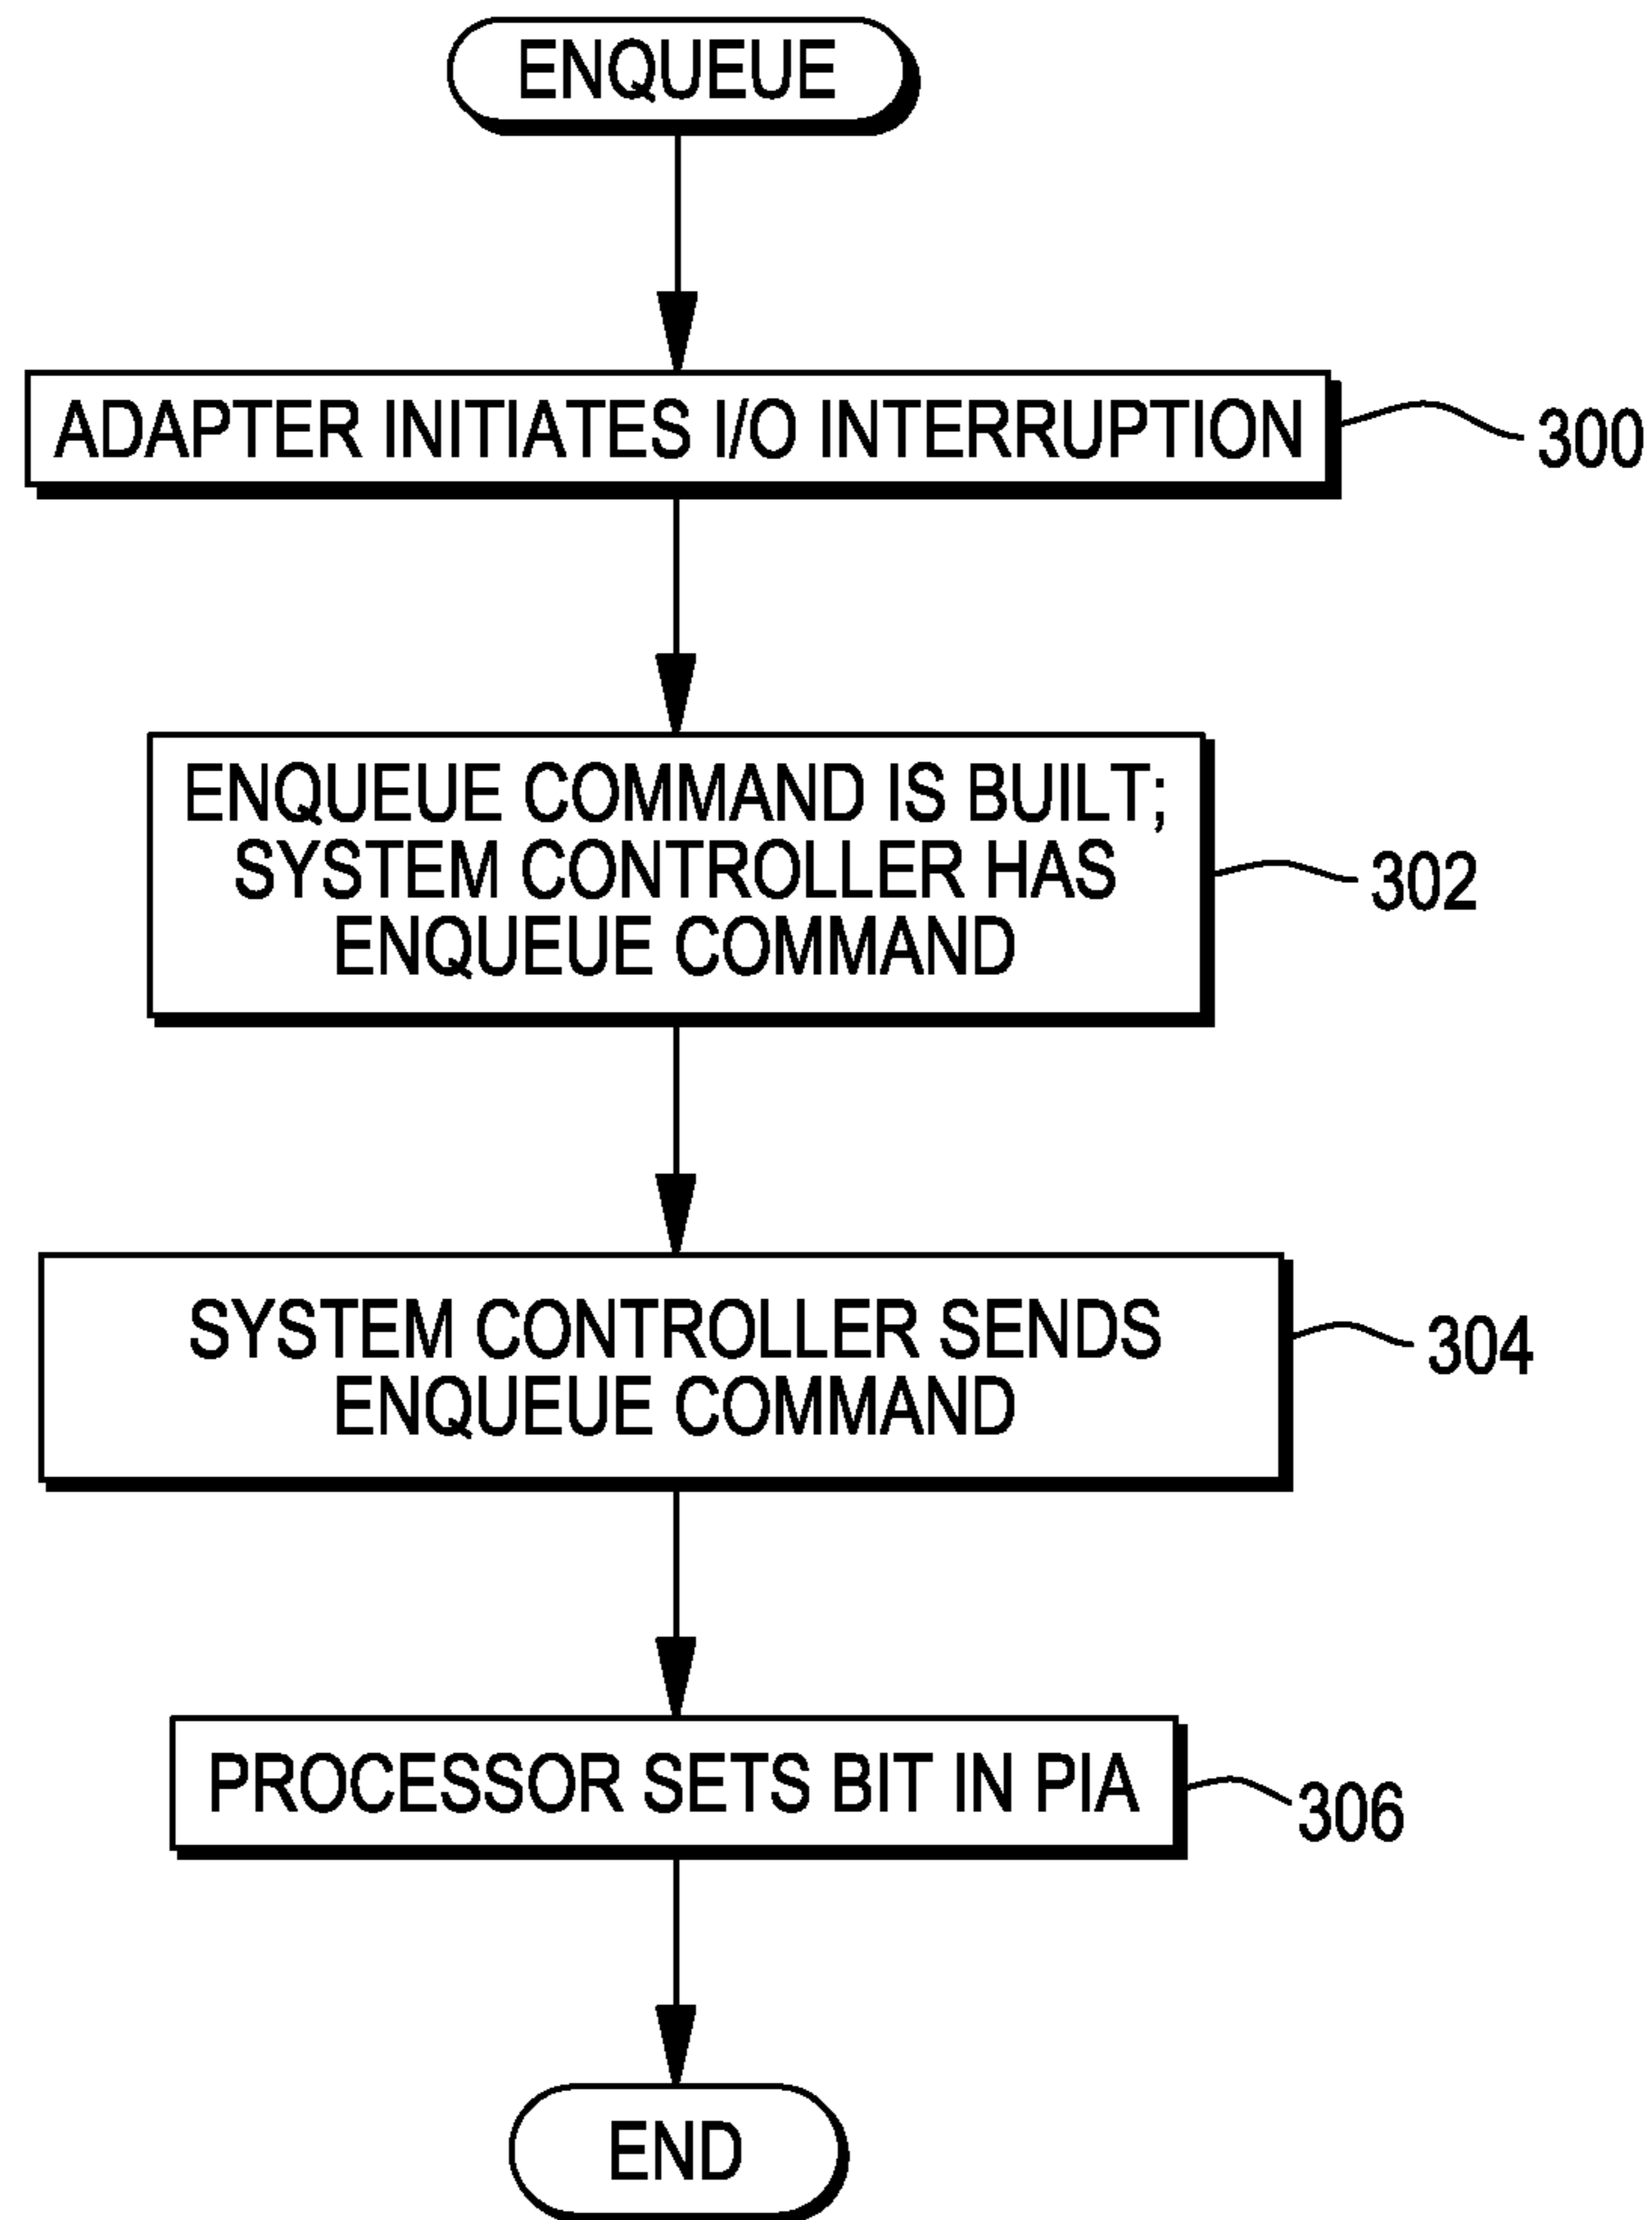 ENQUEUE
ADAPTER INITIATES I/O INTERRUPTION
300
ENQUEUE COMMAND IS BUILT;
SYSTEM CONTROLLER HAS
ENQUEUE COMMAND
302
SYSTEM CONTROLLER SENDS
ENQUEUE COMMAND
304
PROCESSOR SETS BIT IN PIA
306
END